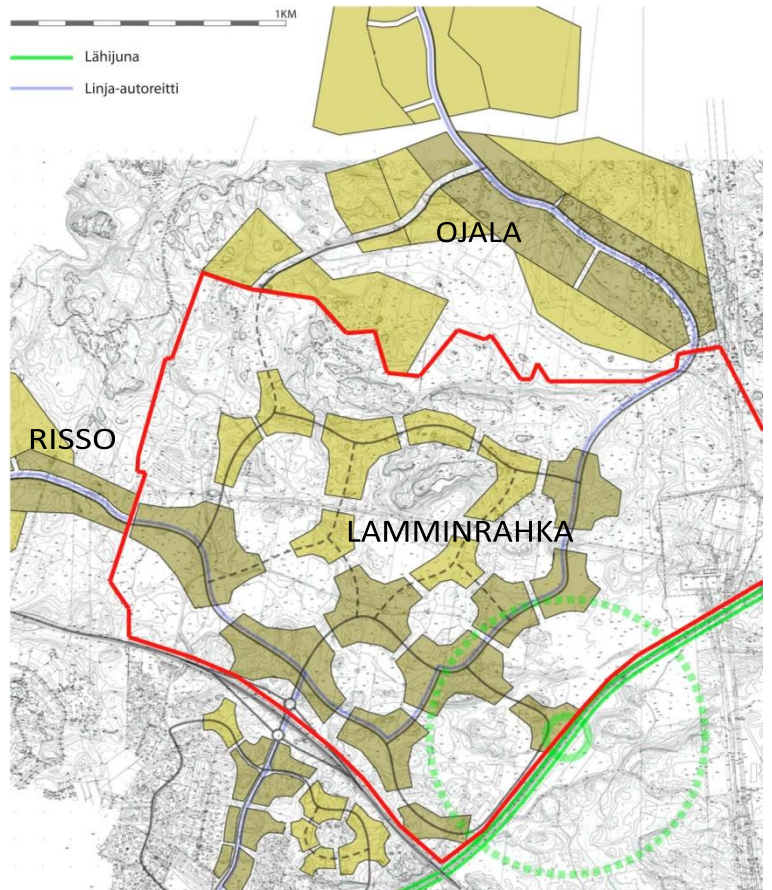 1KM
Lähijuna
Linja-autoreitti
OJALA
RISSO
LAMMINRAHKA